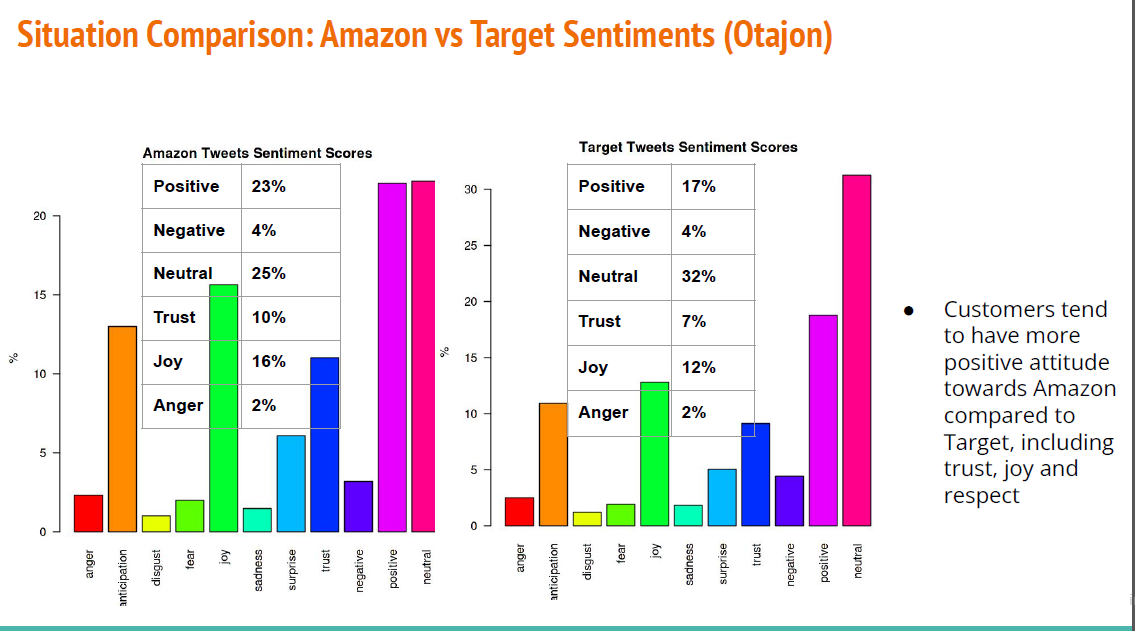 Situation Comparison: Amazon vs Target Sentiments (Otajon)
Amazon Tweets Sentiment Scores
Positive 23%
Negative 4%
Neutral 25%
Trust 10%
Joy 16%
Anger 2%
%
20
15
10
5
0
anger
anticipation
disgust
fear
joy
sadness
surprise
trust
negative
positive
neutral
Target Tweets Sentiment Scores
Positive 17%
Negative 4%
Neutral 32%
Trust 7%
Joy 12%
Anger 2%
%
30
25
20
15
10
5
0
anger
anticipation
disgust
fear
joy
sadness
surprise
trust
negative
positive
neutral
● Customers tend
to have more
positive attitude
towards Amazon
compared to
Target, including
trust, joy and
respect